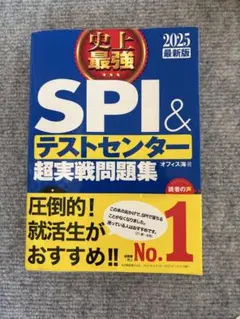 史上
最強
2025
最新版
SPI&
テストセンター
超実戦問題集
オフィス海
読者の声
圧倒的!
就活生が
おすすめ!!
No.1